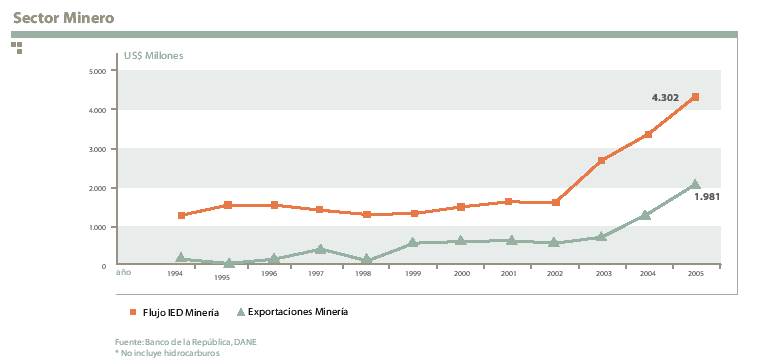 Sector Minero
US$ Millones
5.000
4.000
3.000
2.000
1.000
0
4.302
1.981
año
1994
1995
1996
1997
1998
1999
2000
2001
2002
2003
2004
2005
Flujo IED Minería
Exportaciones Minería
Fuente: Banco de la República, DANE
* No incluye hidrocarburos